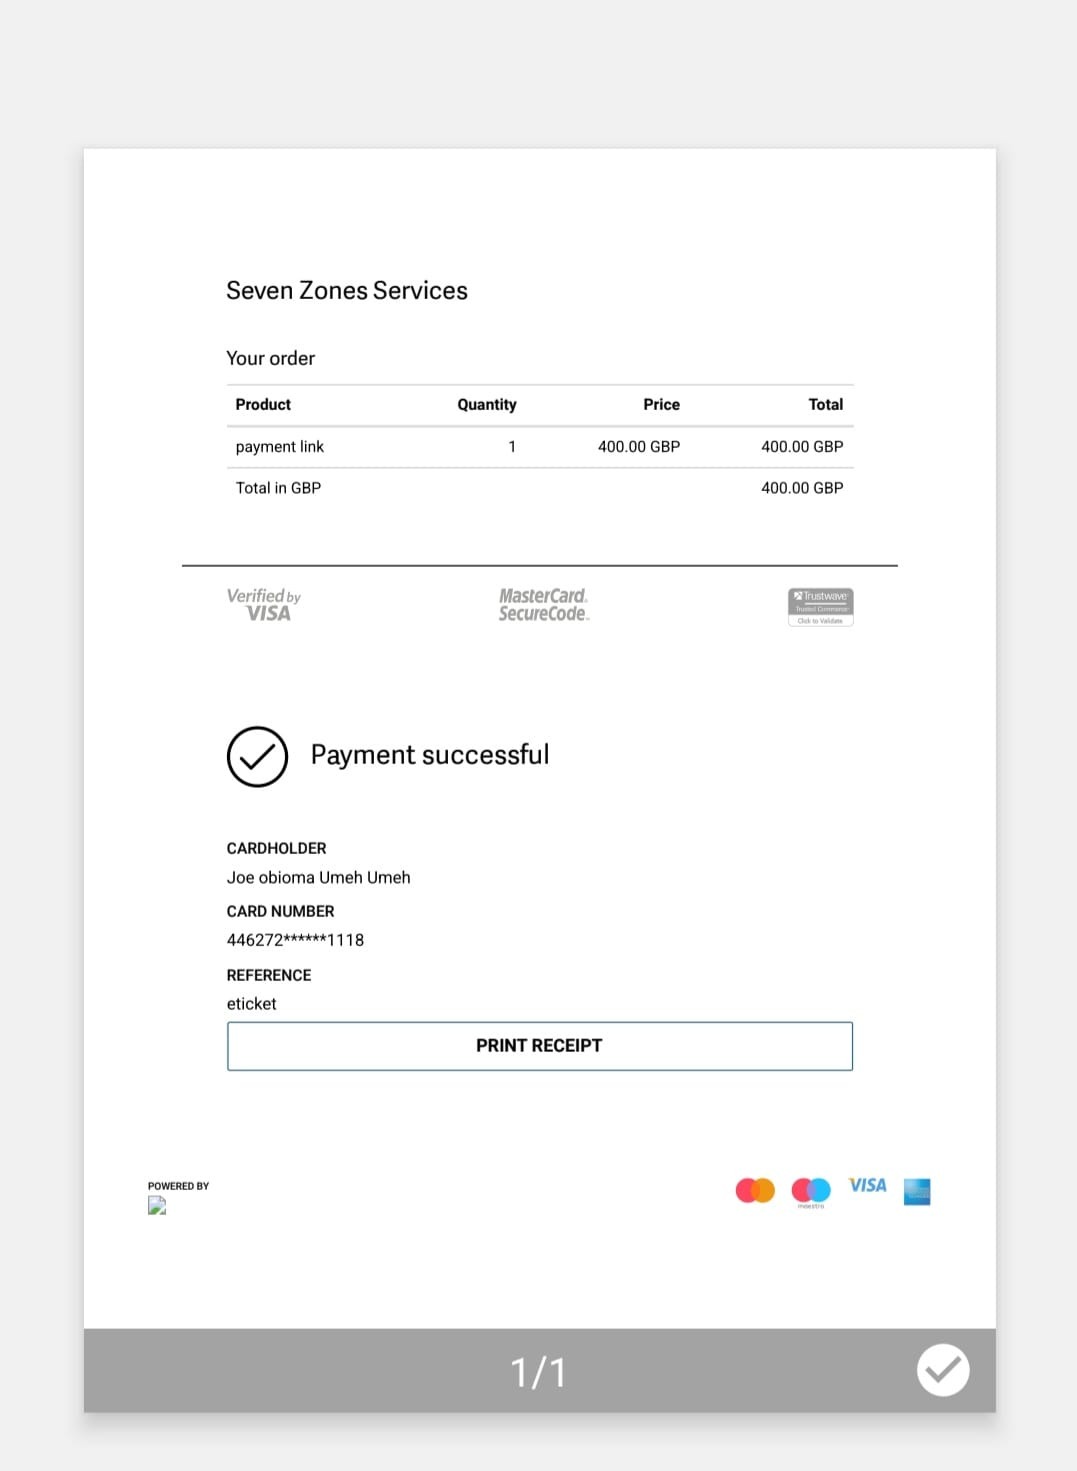 Seven Zones Services
Your order
Product Quantity Price Total
payment link 1 400.00 GBP 400.00 GBP
Total in GBP 400.00 GBP
Verified by
VISA
MasterCard.
SecureCode.
Trustwave
Trusted Commerce
Click to Validate
Payment successful
CARDHOLDER
Joe obioma Umeh Umeh
CARD NUMBER
446272******1118
REFERENCE
eticket
PRINT RECEIPT
POWERED BY
maestro
VISA
1/1